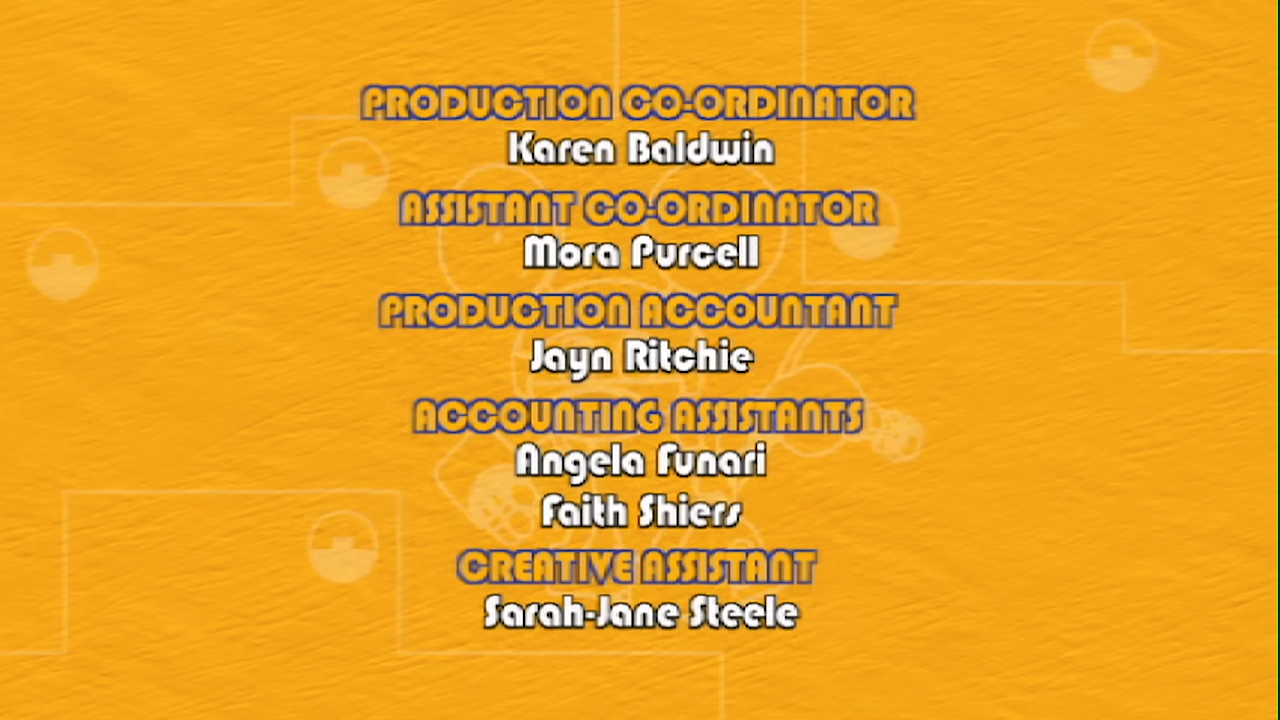 PRODUCTION CO-ORDINATOR
Karen Baldwin
ASSISTANT CO-ORDINATOR
Mora Purcell
PRODUCTION ACCOUNTANT
Jayn Ritchie
ACCOUNTING ASSISTANTS
Angela Funari
Faith Shiers
CREATIVE ASSISTANT
Sarah-Jane Steele